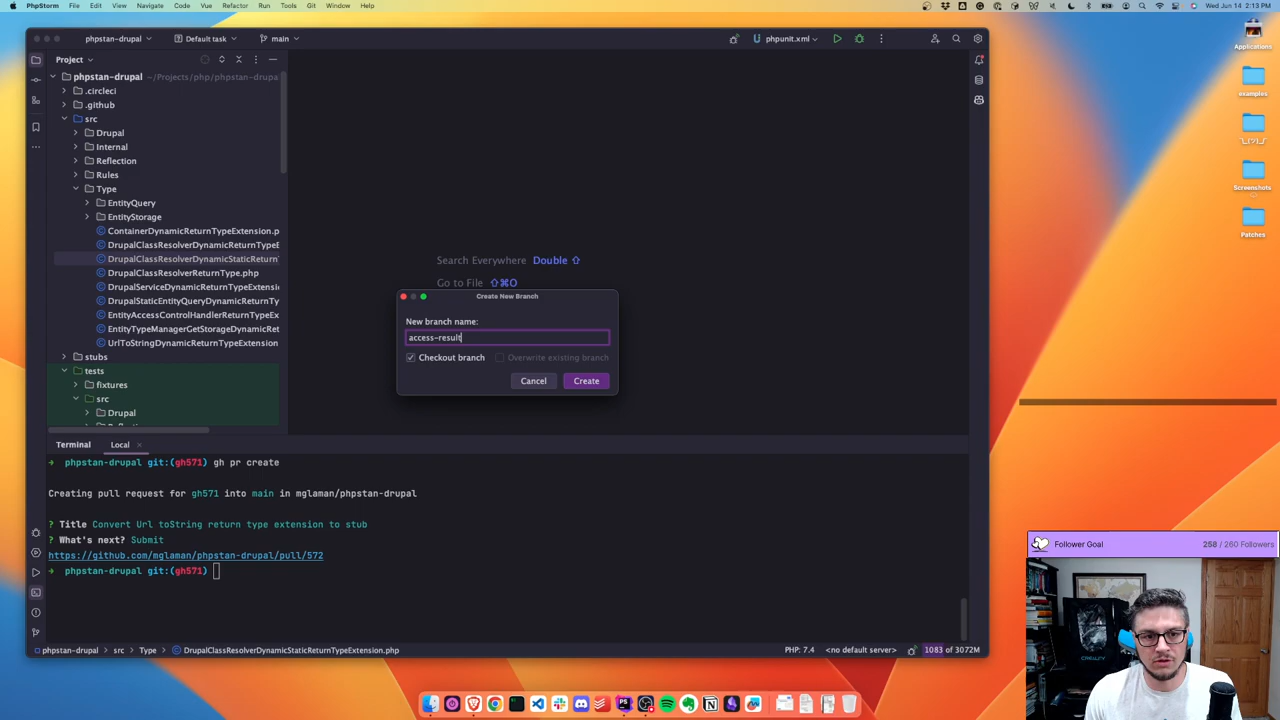 PhpStorm File Edit View Navigate Code Vue Refactor Run Tools Git Window Help
Wed Jun 14 2:13 PM
phpstan-drupal Default task main phpunit.xml
Project
phpstan-drupal ~/Projects/php/phpstan-drupa
.circleci
.github
src
Drupal
Internal
Reflection
Rules
Type
EntityQuery
EntityStorage
ContainerDynamicReturnTypeExtension.p
DrupalClassResolverDynamicReturnTypeE
DrupalClassResolverDynamicStaticReturnT
DrupalClassResolverReturnType.php
DrupalServiceDynamicReturnTypeExtensio
DrupalStaticEntityQueryDynamicReturnTy
EntityAccessControlHandlerReturnTypeEx
EntityTypeManagerGetStorageDynamicRet
UrlToStringDynamicReturnTypeExtension
stubs
tests
fixtures
src
Drupal
Search Everywhere Double ⇧
Go to File ⇧⌘O
Create New Branch
New branch name:
access-result
Checkout branch Overwrite existing branch
Cancel Create
Terminal Local
→ phpstan-drupal git:(gh571) gh pr create
Creating pull request for gh571 into main in mglaman/phpstan-drupal
? Title Convert Url toString return type extension to stub
? What's next? Submit
https://github.com/mglaman/phpstan-drupal/pull/572
→ phpstan-drupal git:(gh571)
phpstan-drupal src Type DrupalClassResolverDynamicStaticReturnTypeExtension.php
PHP: 7.4 <no default server> 1083 of 3072M
Applications
examples
Screenshots
Patches
Follower Goal 258 / 260 Followers